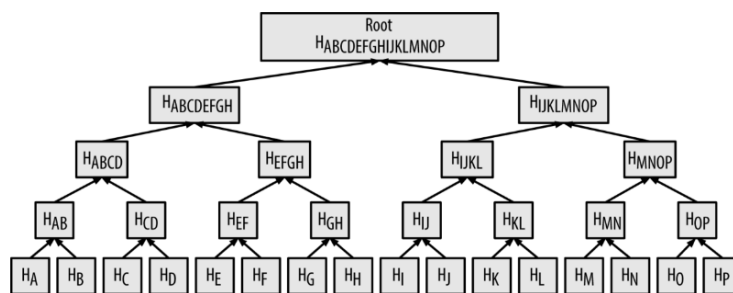 Root
HABCDEFGHIJKLMNOP
HABCDEFGH
HIJKLMNOP
HABCD
HEFGH
HIJKL
HMNOP
HAB
HCD
HEF
HGH
HIJ
HKL
HMN
HOP
HA
HB
HC
HD
HE
HF
HG
HH
HI
HJ
HK
HL
HM
HN
HO
HP